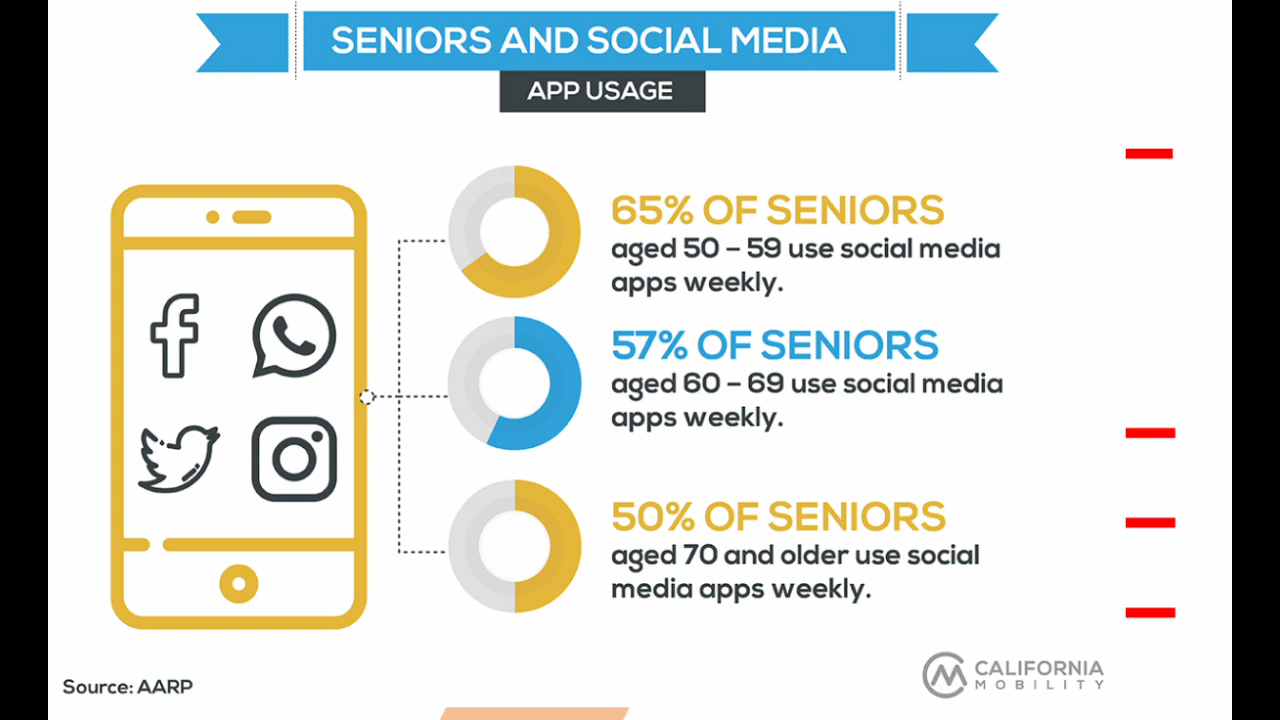 SENIORS AND SOCIAL MEDIA
APP USAGE
65% OF SENIORS
aged 50 – 59 use social media
apps weekly.
57% OF SENIORS
aged 60 – 69 use social media
apps weekly.
50% OF SENIORS
aged 70 and older use social
media apps weekly.
Source: AARP
CALIFORNIA
MOBILITY